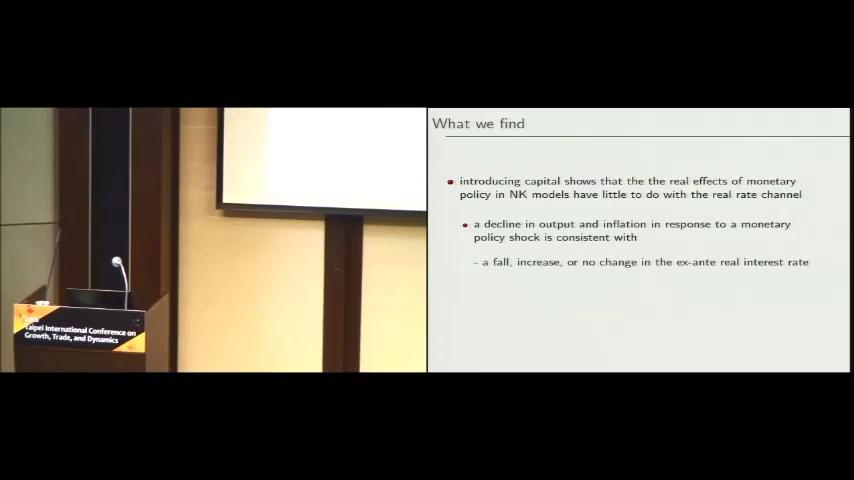 Taipei International Conference on
Growth, Trade, and Dynamics
What we find
introducing capital shows that the the real effects of monetary
policy in NK models have little to do with the real rate channel
a decline in output and inflation in response to a monetary
policy shock is consistent with
- a fall, increase, or no change in the ex-ante real interest rate